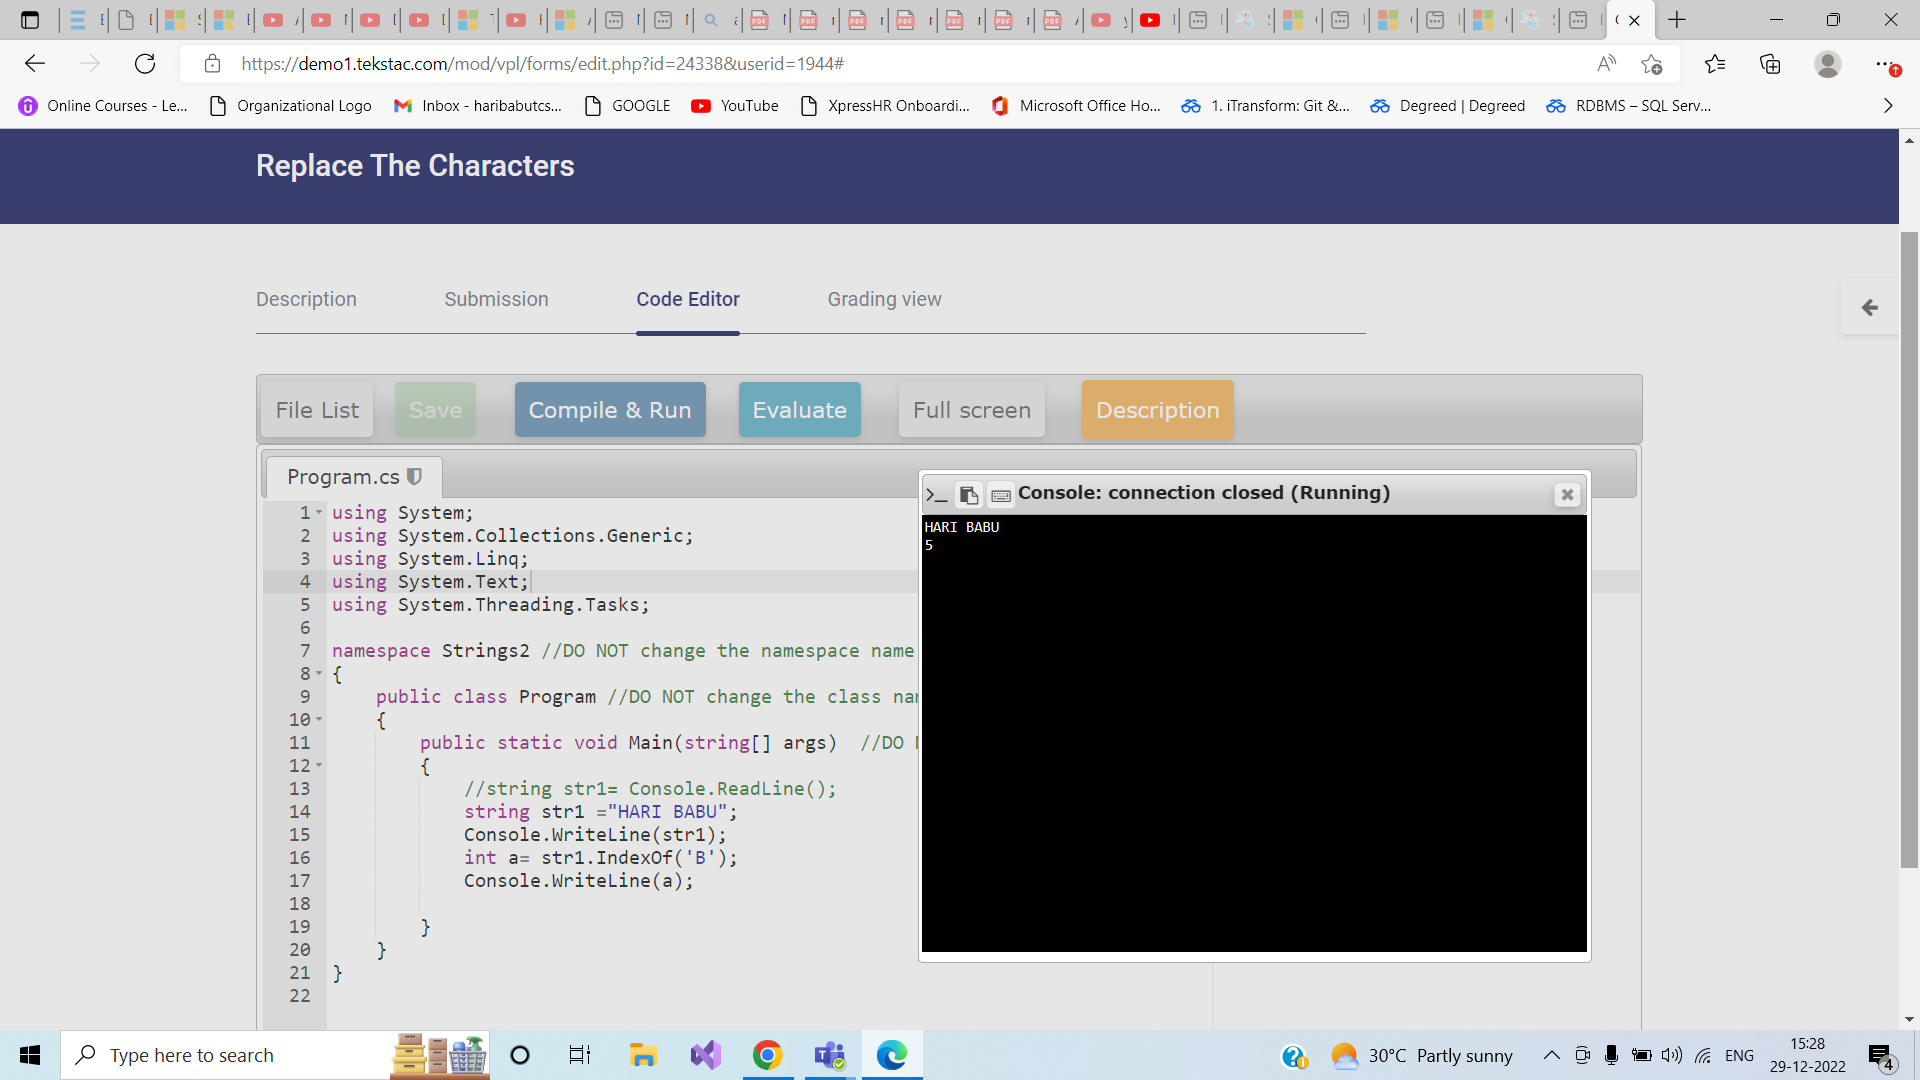 https://demo1.tekstac.com/mod/vpl/forms/edit.php?id=24338&userid=1944#
Online Courses - Le...
Organizational Logo
Inbox - haribabutcs...
GOOGLE
YouTube
XpressHR Onboardi...
Microsoft Office Ho...
1. iTransform: Git &...
Degreed | Degreed
RDBMS – SQL Serv...
Replace The Characters
Description
Submission
Code Editor
Grading view
File List
Save
Compile & Run
Evaluate
Full screen
Description
Program.cs
Console: connection closed (Running)
HARI BABU
5
1 using System;
2 using System.Collections.Generic;
3 using System.Linq;
4 using System.Text;
5 using System.Threading.Tasks;
6
7 namespace Strings2 //DO NOT change the namespace name
8 {
9 public class Program //DO NOT change the class
10 {
11 public static void Main(string[] args) //DO
12 {
13 //string str1= Console.ReadLine();
14 string str1 ="HARI BABU";
15 Console.WriteLine(str1);
16 int a= str1.IndexOf('B');
17 Console.WriteLine(a);
18
19 }
20 }
21 }
22
Type here to search
30°C Partly sunny
ENG
15:28
29-12-2022
4